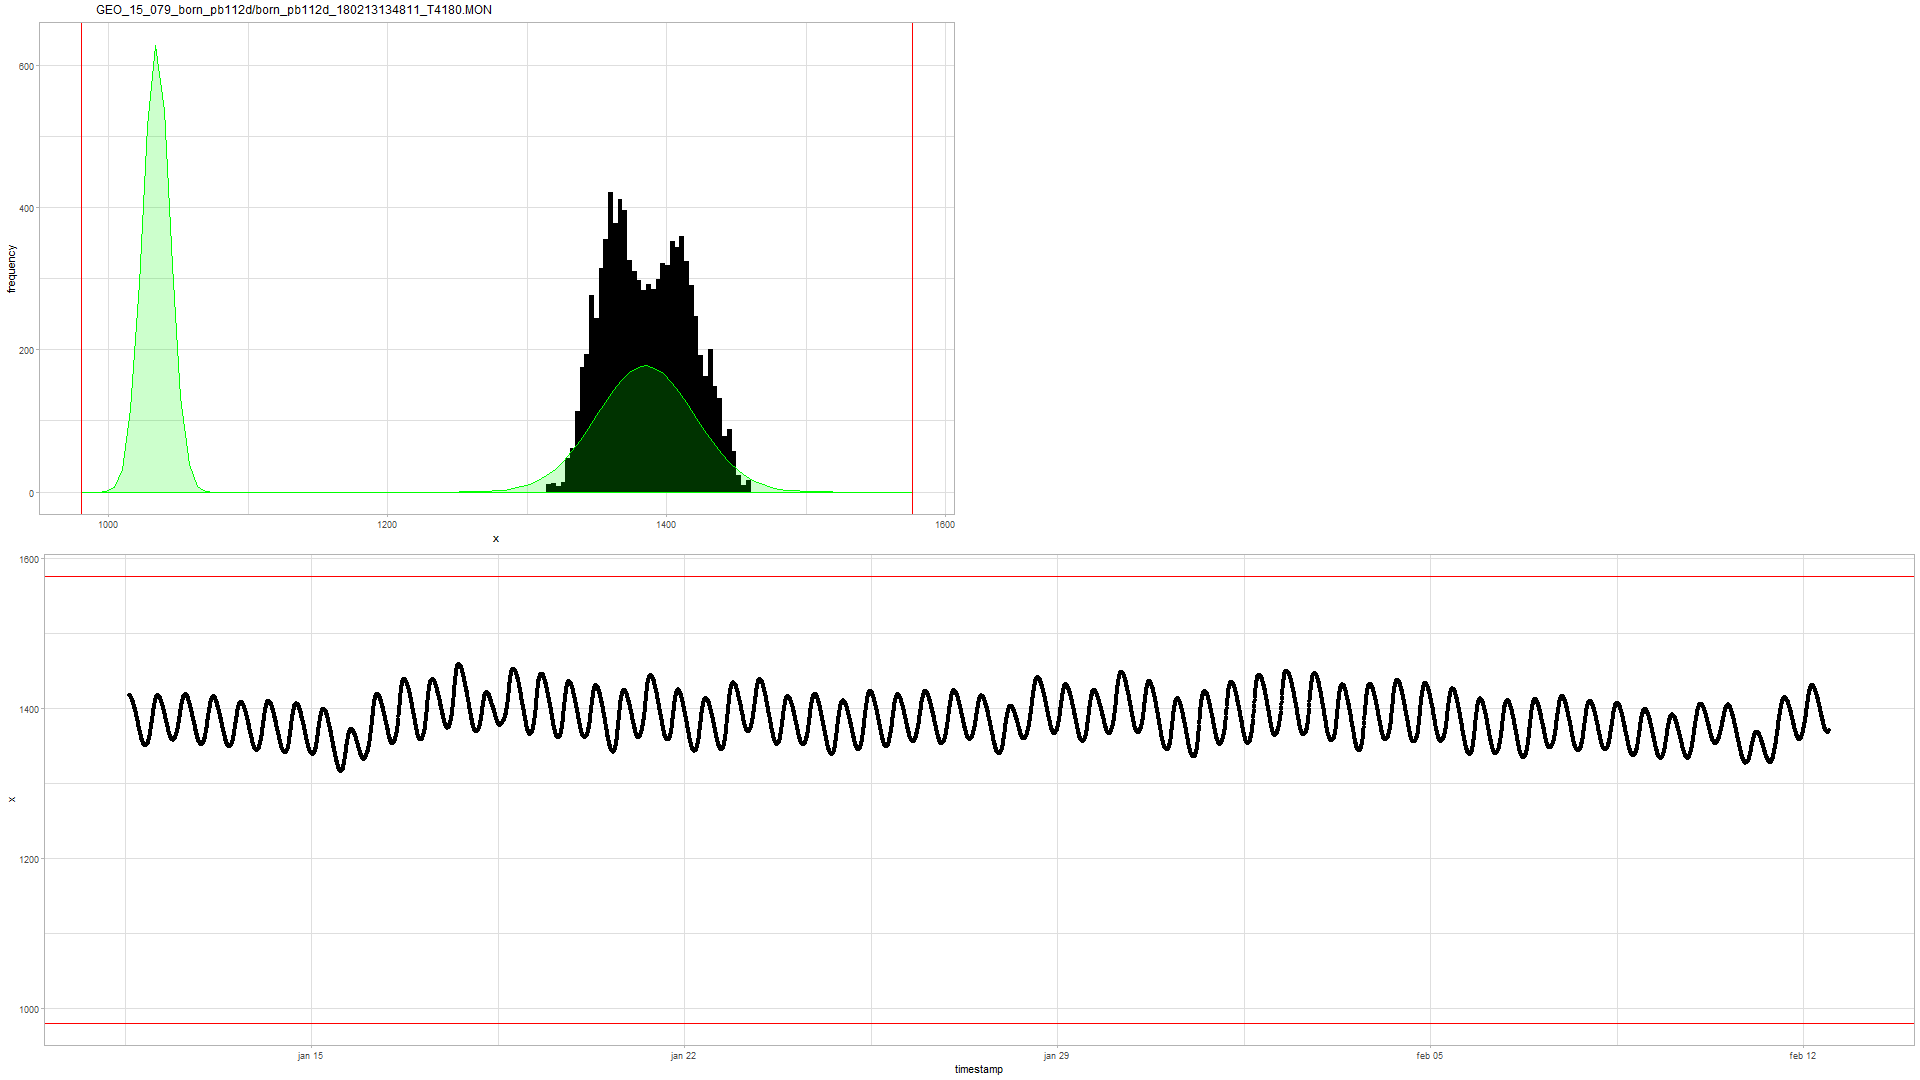 GEO_15_079_born_pb112d/born_pb112d_180213134811_T4180.MON
frequency
600
400
200
0
1000 1200 1400 1600
x
x
1600
1400
1200
1000
jan 15 jan 22 jan 29 feb 05 feb 12
timestamp